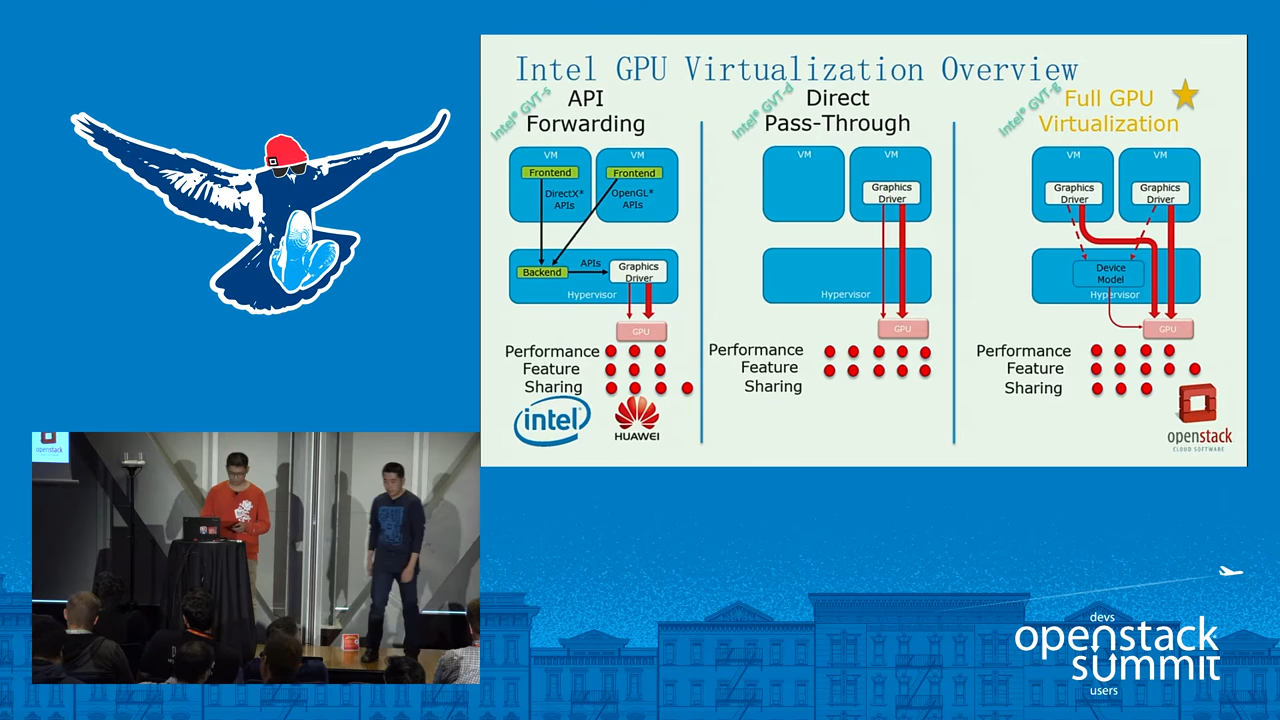 Intel GPU Virtualization Overview
Intel® GVT-s
API
Forwarding
VM
VM
Frontend
Frontend
DirectX*
APIs
OpenGL*
APIs
Backend
APIs
Graphics
Driver
Hypervisor
GPU
Performance
Feature
Sharing
intel
HUAWEI
Intel® GVT-d
Direct
Pass-Through
VM
VM
Graphics
Driver
Hypervisor
GPU
Performance
Feature
Sharing
Intel® GVT-g
Full GPU
Virtualization
VM
VM
Graphics
Driver
Graphics
Driver
Device
Model
Hypervisor
GPU
Performance
Feature
Sharing
openstack
CLOUD SOFTWARE
openstack
devs
openstack
summit
users